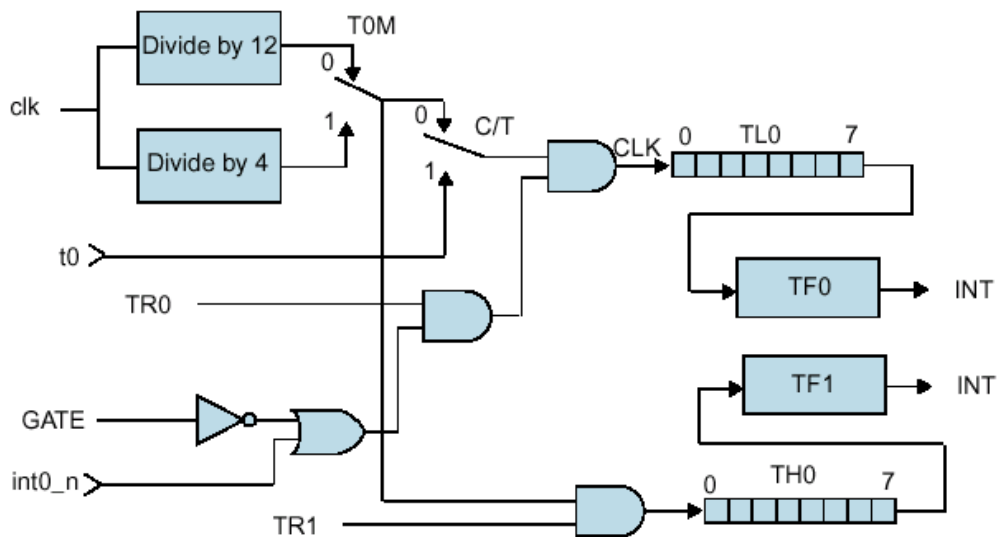 Divide by 12
T0M
0
clk
1
Divide by 4
0
C/T
1
CLK
0
TL0
7
t0
TR0
TF0
INT
TF1
INT
GATE
int0_n
TR1
0
TH0
7